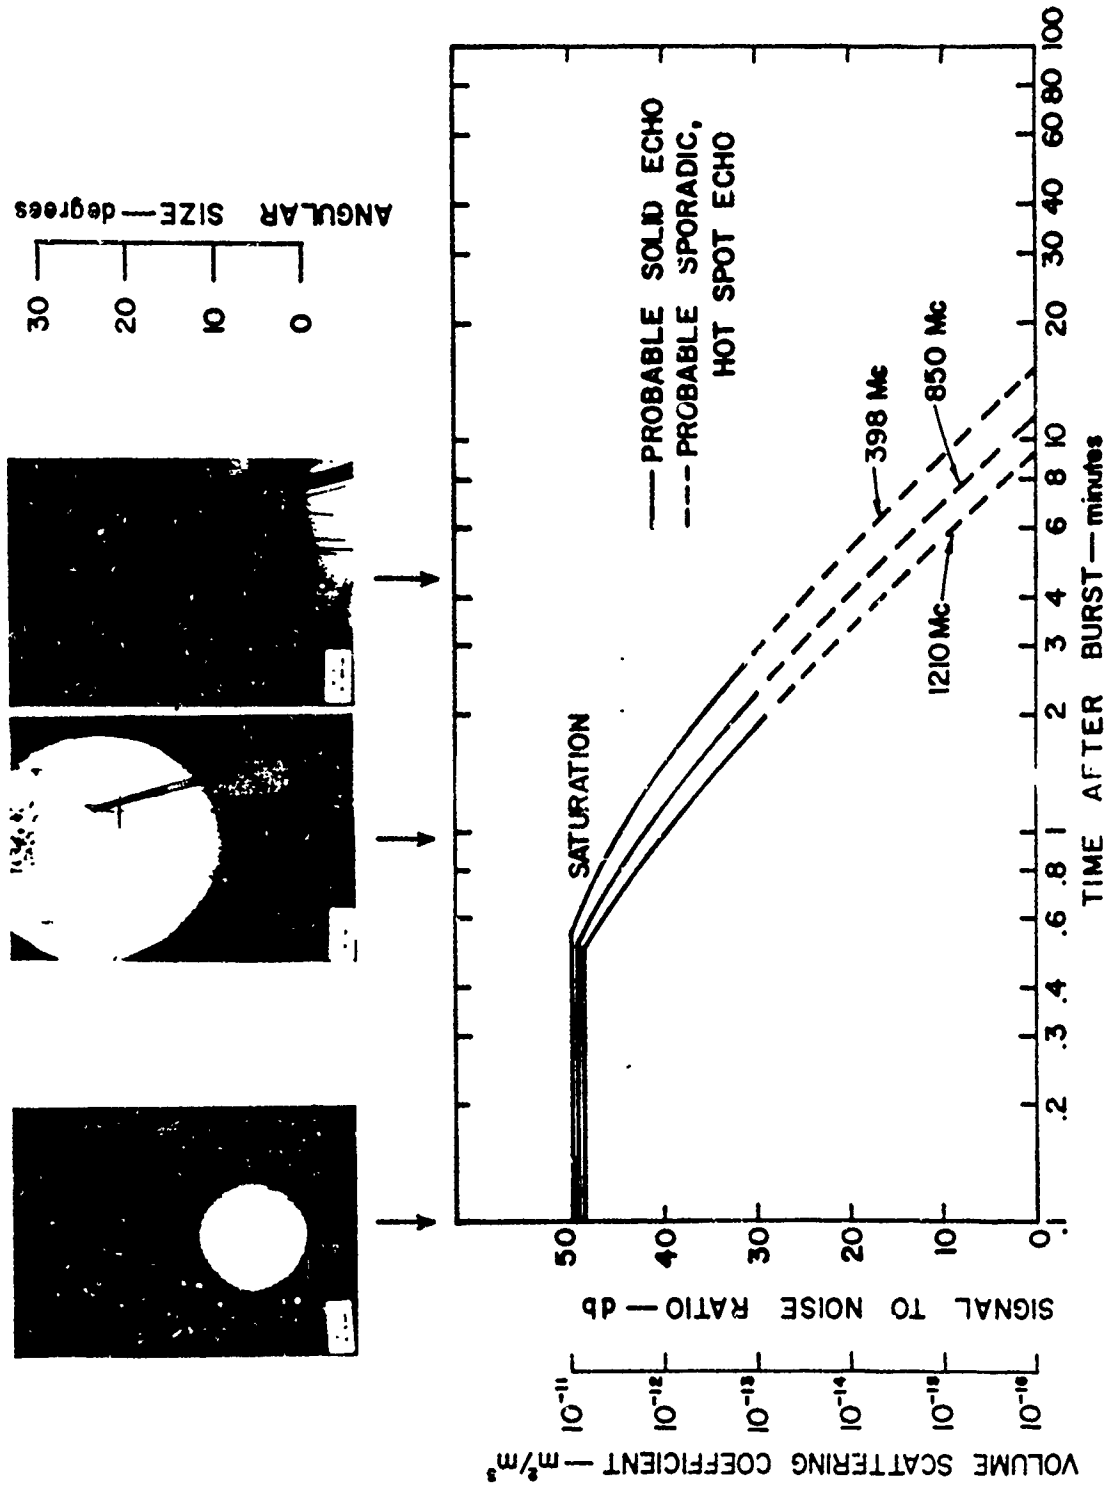 ANGULAR SIZE — degrees
30
20
10
0
VOLUME SCATTERING COEFFICIENT — m²/m³
10⁻¹¹
10⁻¹²
10⁻¹³
10⁻¹⁴
10⁻¹⁵
10⁻¹⁶
SIGNAL TO NOISE RATIO — db
50
40
30
20
10
0
SATURATION
— PROBABLE SOLID ECHO
--- PROBABLE SPORADIC,
HOT SPOT ECHO
398 Mc
850 Mc
1210 Mc
.1 .2 .3 .4 .6 .8 1 2 3 4 6 8 10 20 30 40 60 80 100
TIME AFTER BURST — minutes